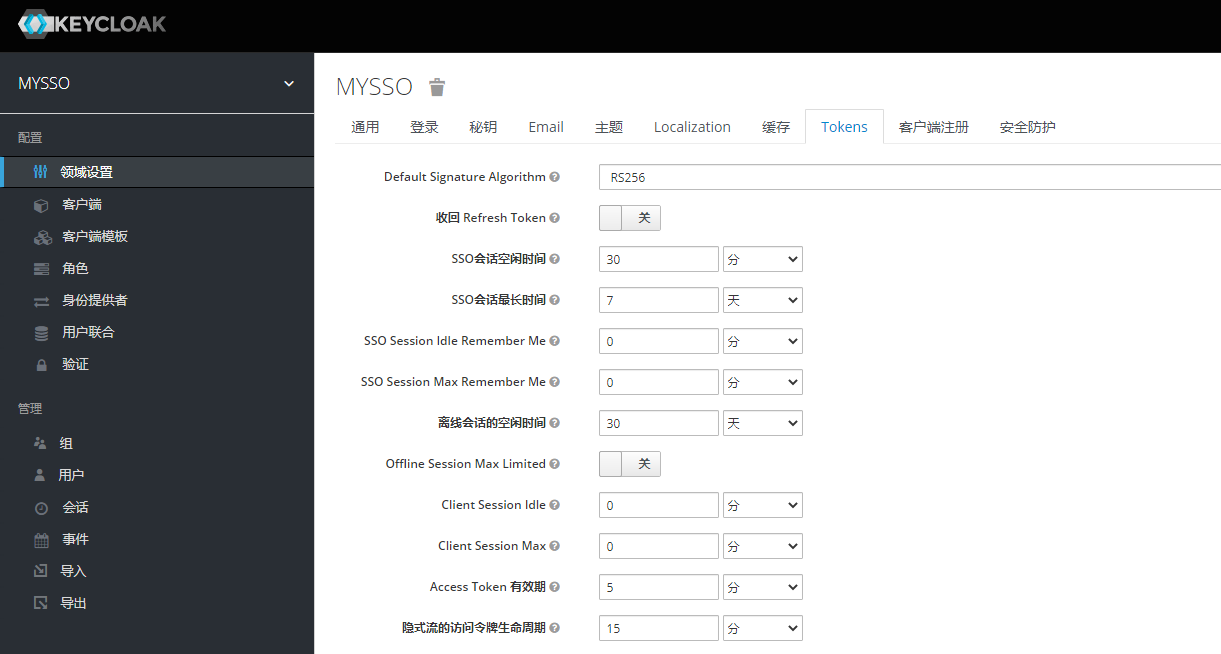 KEYCLOAK
MYSSO
配置
领域设置
客户端
客户端模板
角色
身份提供者
用户联合
验证
管理
组
用户
会话
事件
导入
导出
MYSSO
通用 登录 秘钥 Email 主题 Localization 缓存 Tokens 客户端注册 安全防护
Default Signature Algorithm RS256
收回 Refresh Token 关
SSO会话空闲时间 30 分
SSO会话最长时间 7 天
SSO Session Idle Remember Me 0 分
SSO Session Max Remember Me 0 分
离线会话的空闲时间 30 天
Offline Session Max Limited 关
Client Session Idle 0 分
Client Session Max 0 分
Access Token 有效期 5 分
隐式流的访问令牌生命周期 15 分